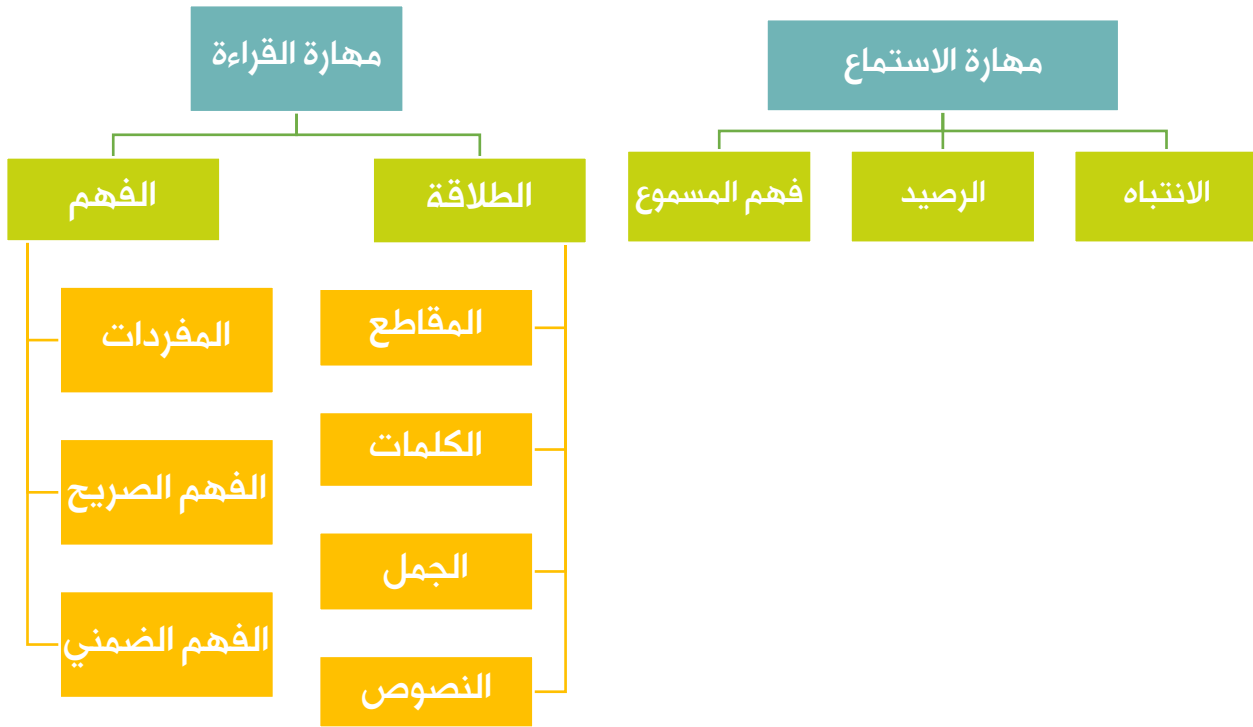 مهارة الاستماع
الانتباه
الرصيد
فهم المسموع
مهارة القراءة
الطلاقة
المقاطع
الكلمات
الجمل
النصوص
الفهم
المفردات
الفهم الصريح
الفهم الضمني